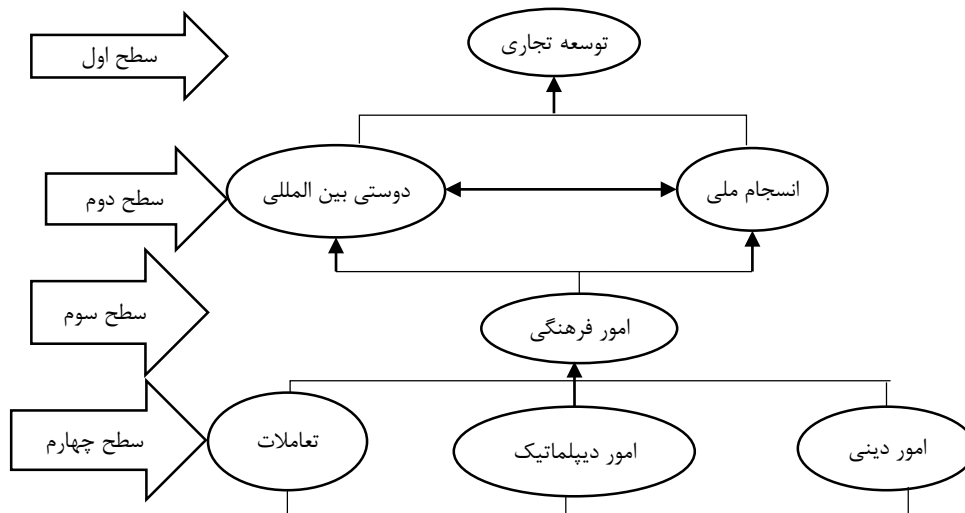 توسعه تجاری
سطح اول
انسجام ملی
دوستی بین المللی
سطح دوم
امور فرهنگی
سطح سوم
امور دینی
امور دیپلماتیک
تعاملات
سطح چهارم